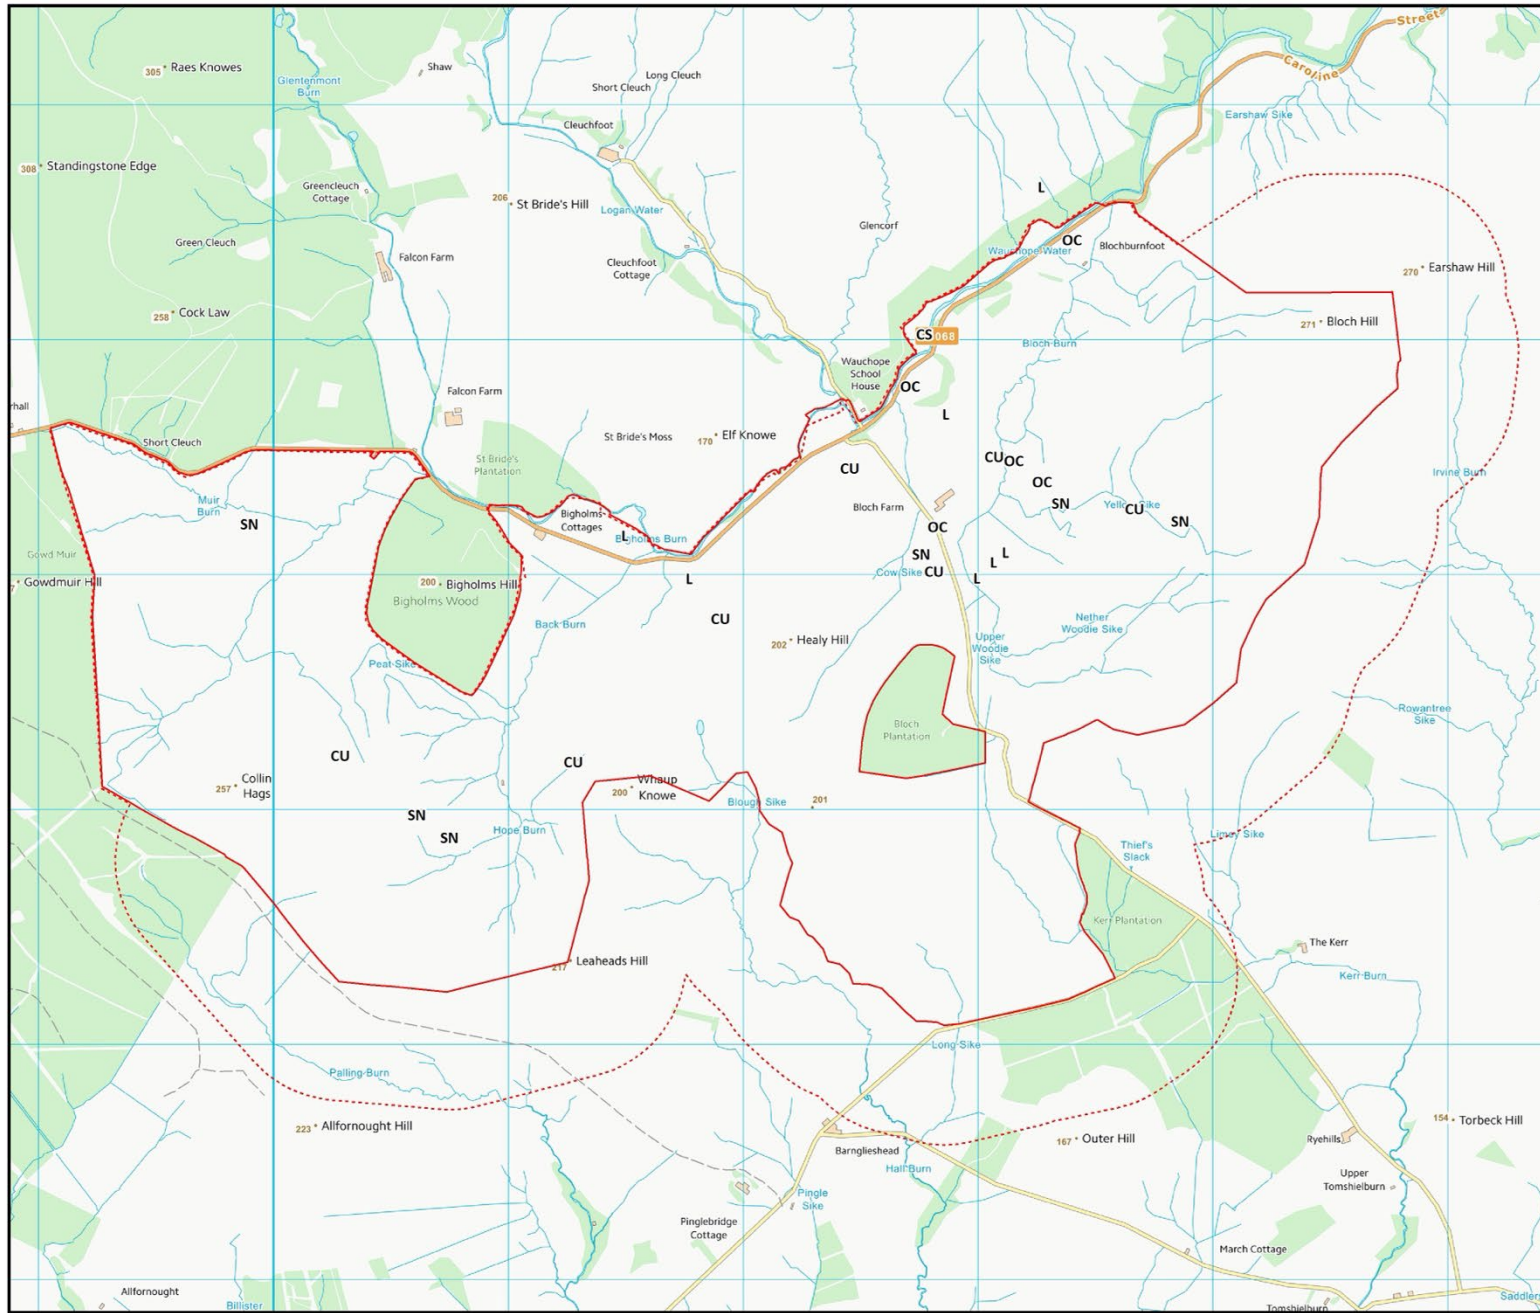 Street
Caroline
305 Raes Knowes
Shaw
Long Cleuch
Short Cleuch
Glentenmont
Burn
Earshaw Sike
Cleuchfoot
308 Standingstone Edge
Greencleuch
Cottage
L
206 St Bride's Hill
Logan Water
Glencorf
Green Cleuch
OC
Blochburnfoot
Wauchope Water
Falcon Farm
Cleuchfoot
Cottage
270 Earshaw Hill
258 Cock Law
271 Bloch Hill
CS
068
Bloch Burn
Wauchope
School
House
OC
Falcon Farm
rhall
L
Short Cleuch
St Bride's Moss
170 Elf Knowe
St Bride's
Plantation
CU
CU OC
Irvine Burn
OC
Muir
Burn
SN
Bloch Farm
SN
Yellow Sike
CU
SN
Bigholms
Cottages
OC
L
Bigholms Burn
Gowd Muir
SN
L
L
Cow Sike
CU
L
L
7 Gowdmuir Hill
200 Bigholms Hill
Bigholms Wood
Back Burn
CU
Nether
Woodie Sike
202 Healy Hill
Upper
Woodie
Sike
Peat Sike
Rowantree
Sike
Bloch
Plantation
CU
CU
257 Collin
Hags
200 Whaup
Knowe
Blough Sike
201
SN
Hope Burn
SN
Limey Sike
Thief's
Slack
Kerr Plantation
The Kerr
217 Leaheads Hill
Kerr Burn
Long Sike
Palling Burn
223 Allfornought Hill
154 Torbeck Hill
167 Outer Hill
Ryehills
Barnglieshead
Hall Burn
Upper
Tomshielburn
Pingle
Sike
Pinglebridge
Cottage
March Cottage
Allfornought
Billister
Tomshielburn
Saddler